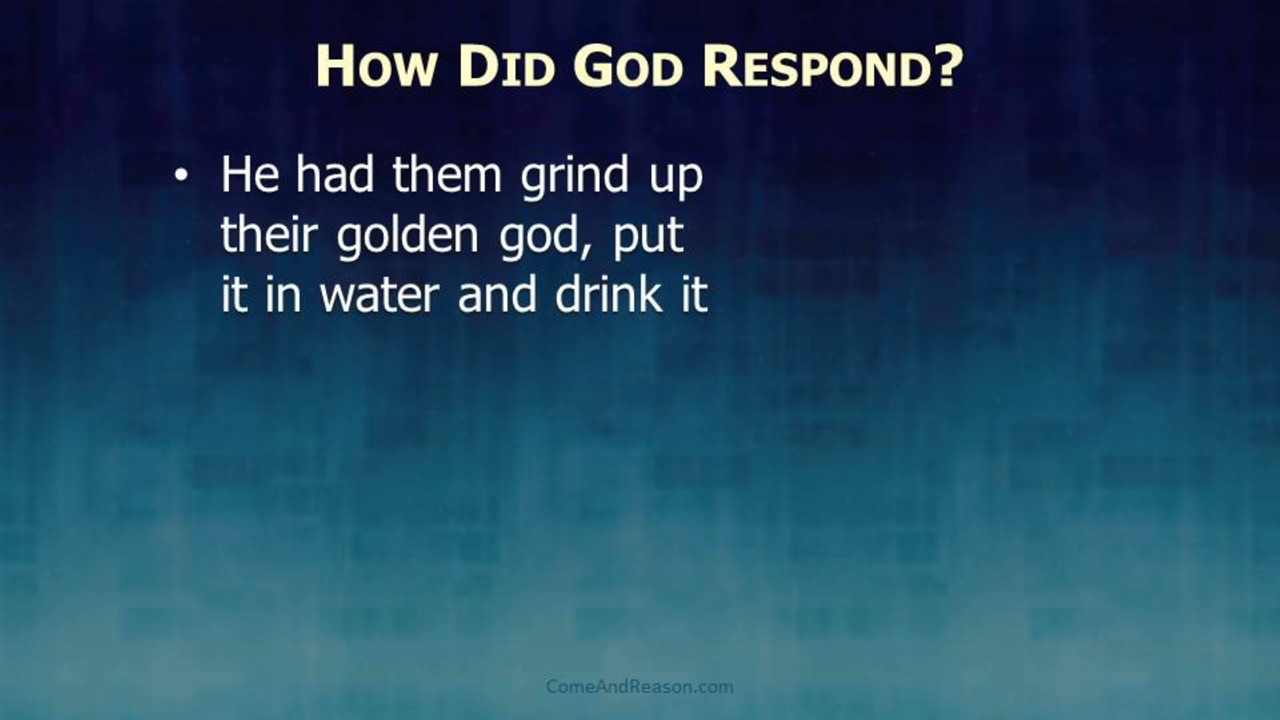 How Did God Respond?
• He had them grind up
their golden god, put
it in water and drink it
ComeAndReason.com